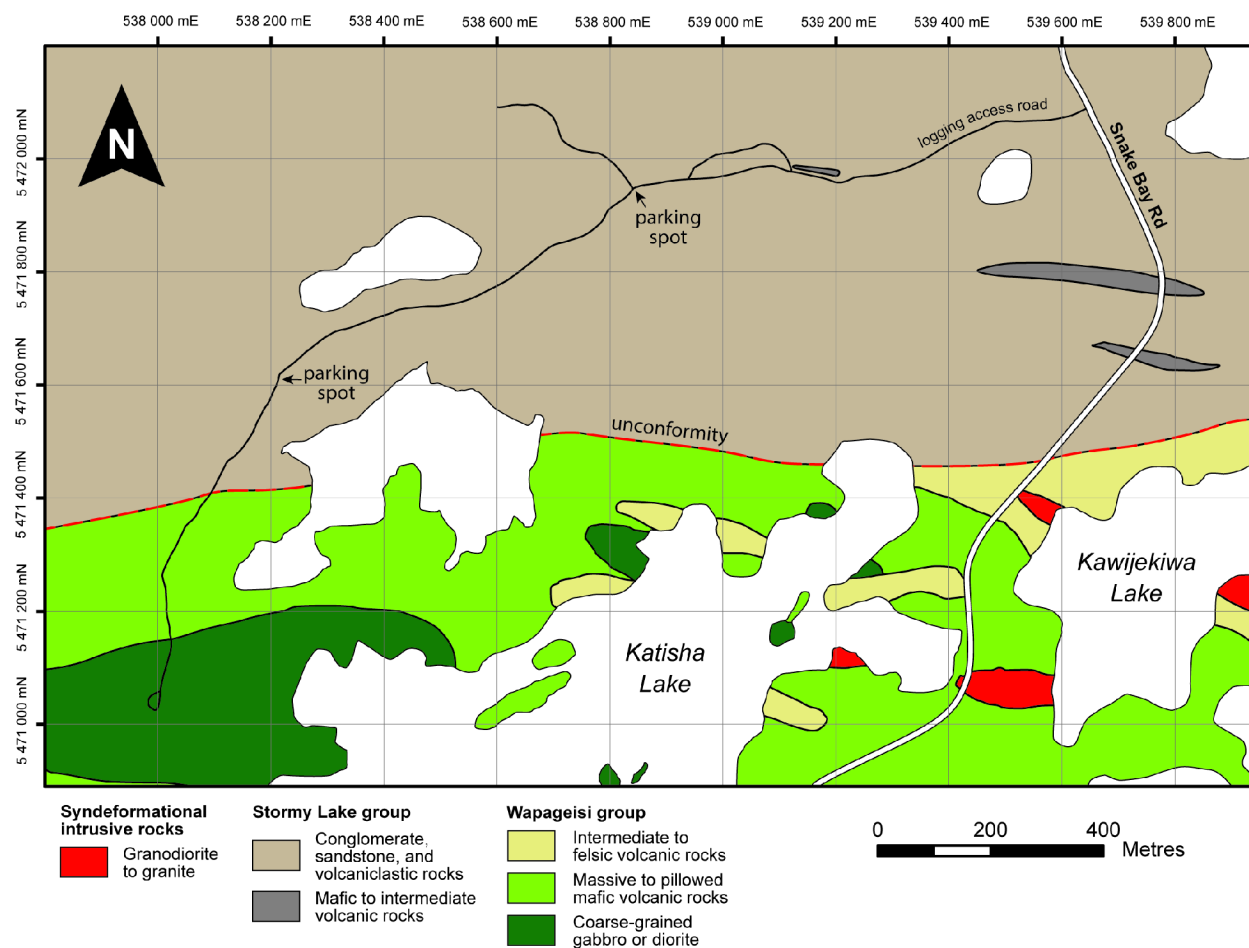 538 000 mE
538 200 mE
538 400 mE
538 600 mE
538 800 mE
539 000 mE
539 200 mE
539 400 mE
539 600 mE
539 800 mE
5 472 000 mN
5 471 800 mN
5 471 600 mN
5 471 400 mN
5 471 200 mN
5 471 000 mN
N
logging access road
Snake Bay Rd
parking
spot
parking
spot
unconformity
Kawijekiwa
Lake
Katisha
Lake
Syndeformational
intrusive rocks
Granodiorite
to granite
Stormy Lake group
Conglomerate,
sandstone, and
volcaniclastic rocks
Mafic to intermediate
volcanic rocks
Wapageisi group
Intermediate to
felsic volcanic rocks
Massive to pillowed
mafic volcanic rocks
Coarse-grained
gabbro or diorite
0 200 400
Metres